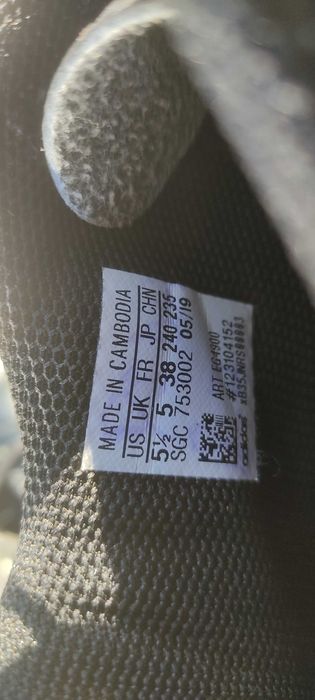 MADE IN CAMBODIA
US UK FR JP CHN
5½ 5 38 240 235
SGC 753002 05/19
ART EG4900
#123104152
adidas